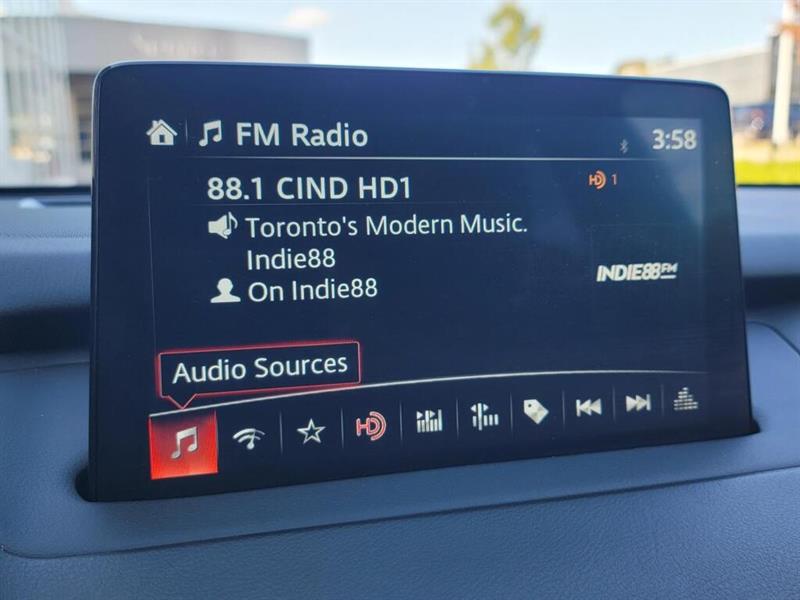 FM Radio
3:58
88.1 CIND HD1
HD 1
Toronto's Modern Music.
Indie88
INDIE88FM
On Indie88
Audio Sources
HD